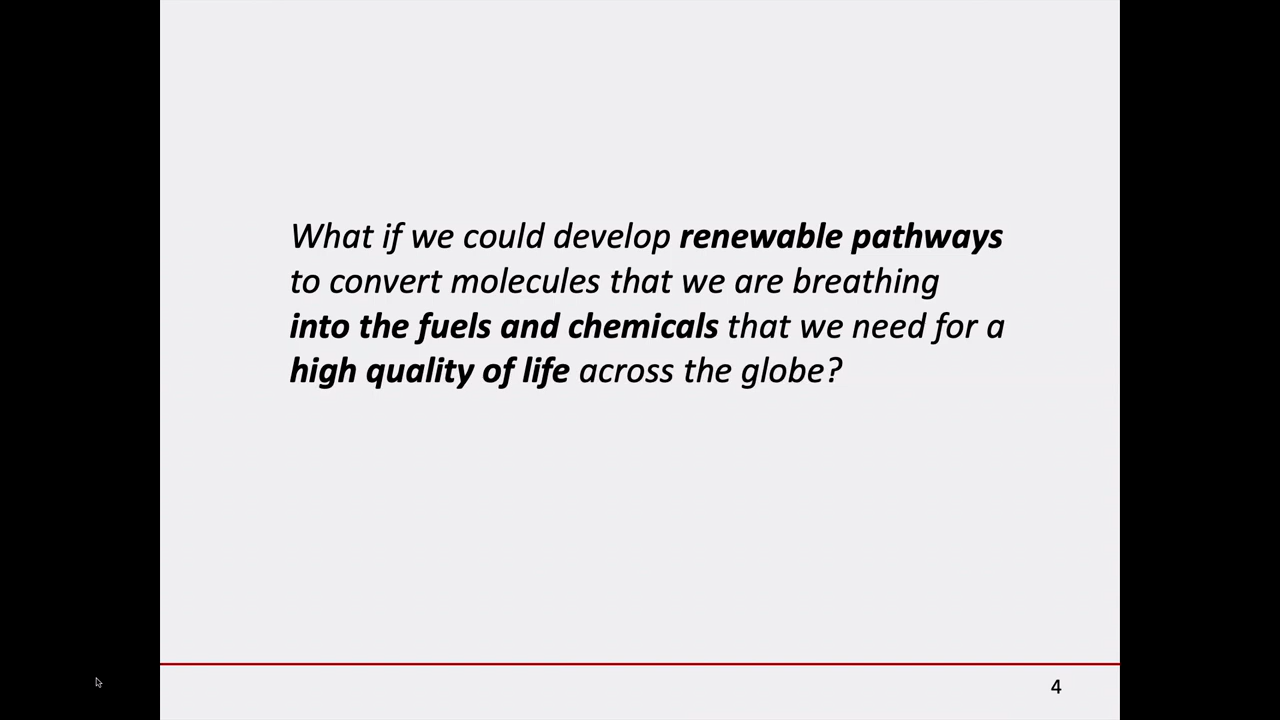 What if we could develop renewable pathways
to convert molecules that we are breathing
into the fuels and chemicals that we need for a
high quality of life across the globe?
4